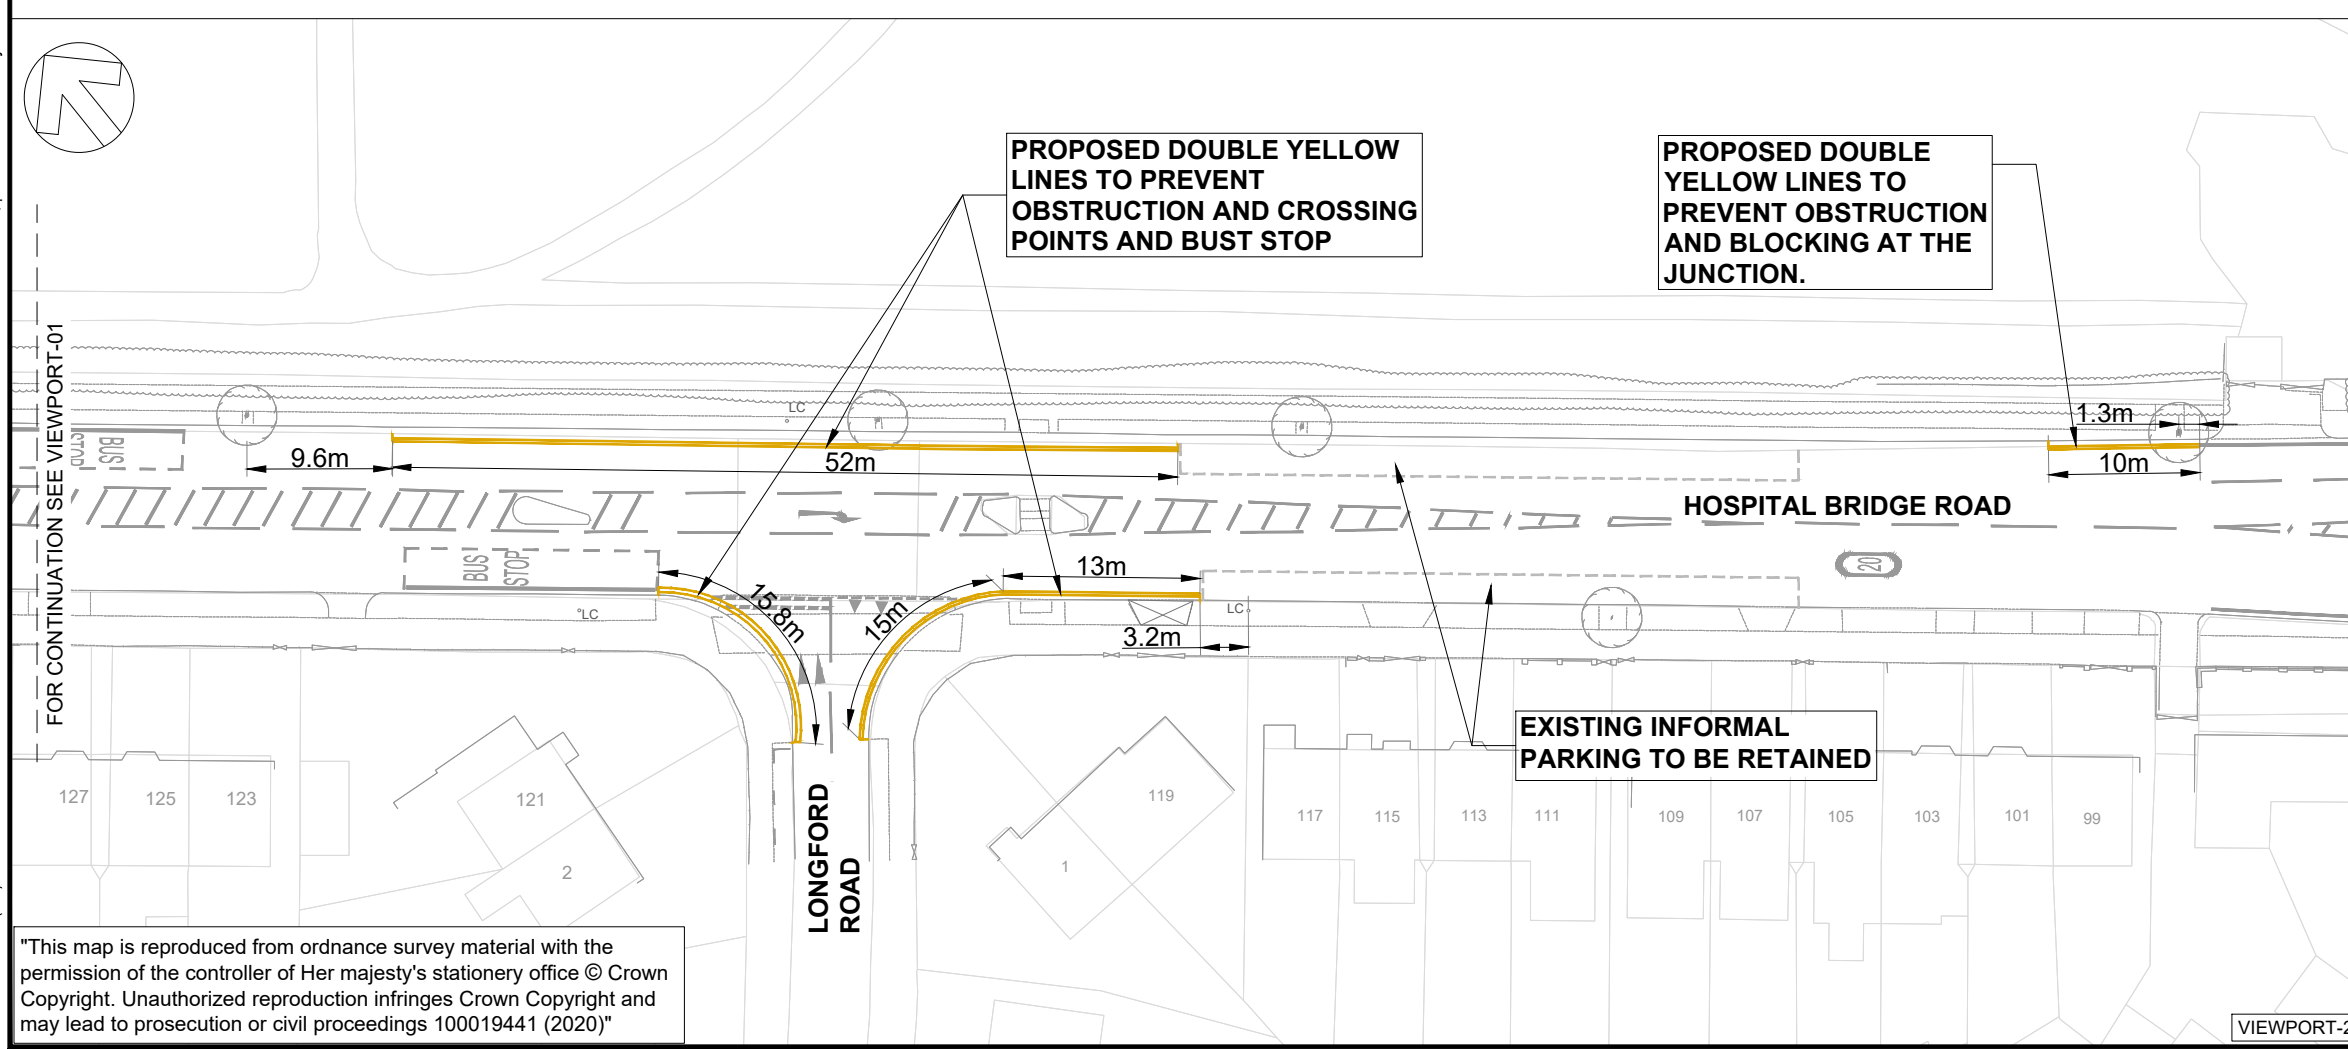 PROPOSED DOUBLE YELLOW
LINES TO PREVENT
OBSTRUCTION AND CROSSING
POINTS AND BUST STOP
PROPOSED DOUBLE
YELLOW LINES TO
PREVENT OBSTRUCTION
AND BLOCKING AT THE
JUNCTION.
FOR CONTINUATION SEE VIEWPORT-01
BUS
STOP
LC
9.6m
52m
1.3m
10m
HOSPITAL BRIDGE ROAD
20
BUS
STOP
LC
15.8m
15m
13m
LC
3.2m
EXISTING INFORMAL
PARKING TO BE RETAINED
127
125
123
121
2
LONGFORD
ROAD
1
119
117
115
113
111
109
107
105
103
101
99
"This map is reproduced from ordnance survey material with the
permission of the controller of Her majesty's stationery office © Crown
Copyright. Unauthorized reproduction infringes Crown Copyright and
may lead to prosecution or civil proceedings 100019441 (2020)"
VIEWPORT-2